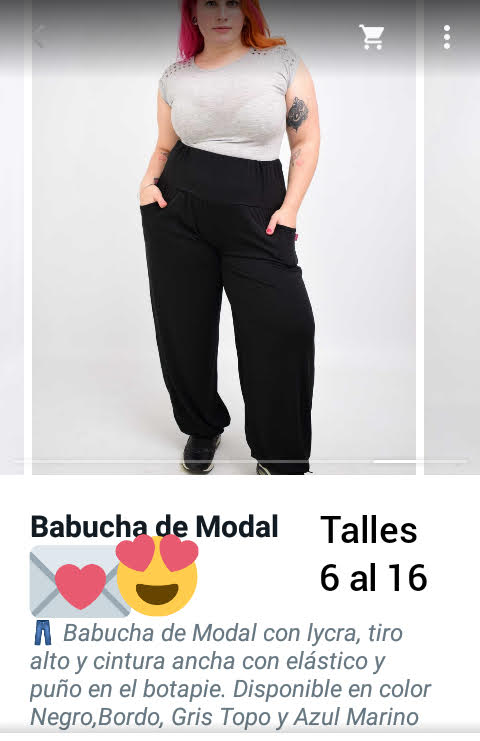 Babucha de Modal
Talles
6 al 16
Babucha de Modal con lycra, tiro
alto y cintura ancha con elástico y
puño en el botapie. Disponible en color
Negro,Bordo, Gris Topo y Azul Marino